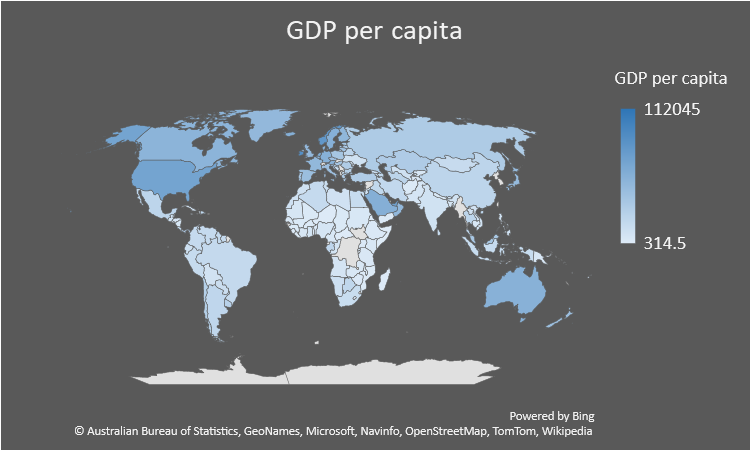 GDP per capita
GDP per capita
112045
314.5
Powered by Bing
© Australian Bureau of Statistics, GeoNames, Microsoft, Navinfo, OpenStreetMap, TomTom, Wikipedia